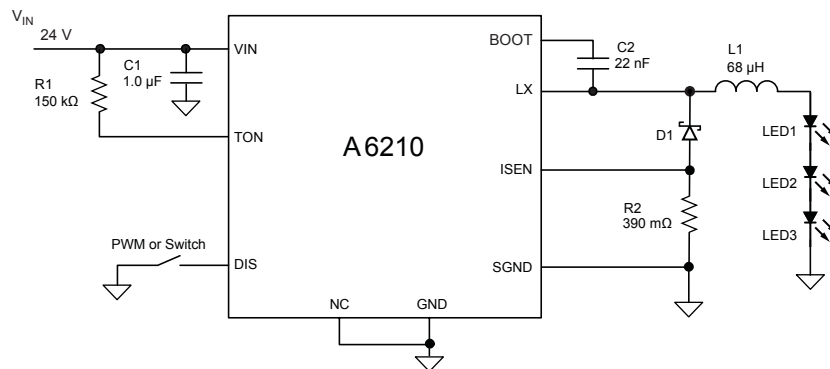 VIN
24 V
R1
150 kΩ
C1
1.0 µF
VIN
TON
PWM or Switch
DIS
A6210
NC
GND
BOOT
LX
ISEN
SGND
C2
22 nF
L1
68 µH
D1
R2
390 mΩ
LED1
LED2
LED3